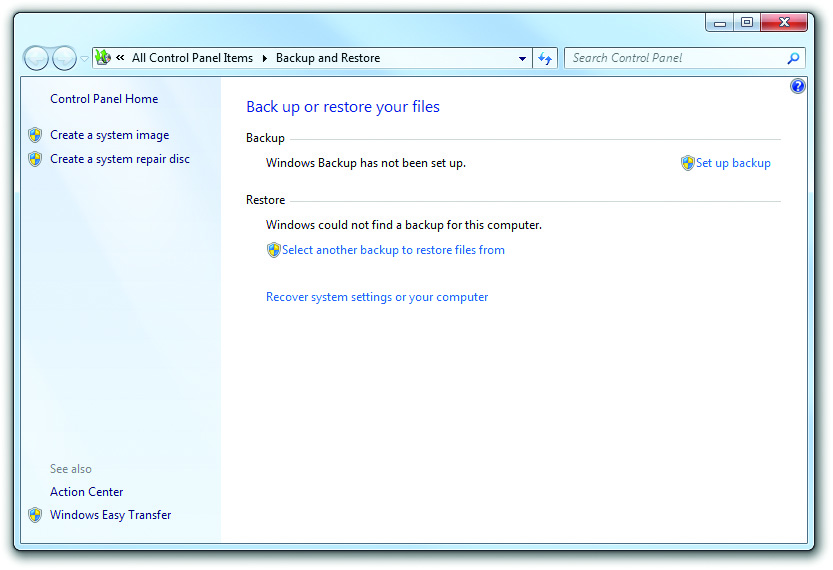 « All Control Panel Items ▸ Backup and Restore
Search Control Panel
Control Panel Home
Create a system image
Create a system repair disc
Back up or restore your files
Backup
Windows Backup has not been set up.
Set up backup
Restore
Windows could not find a backup for this computer.
Select another backup to restore files from
Recover system settings or your computer
See also
Action Center
Windows Easy Transfer